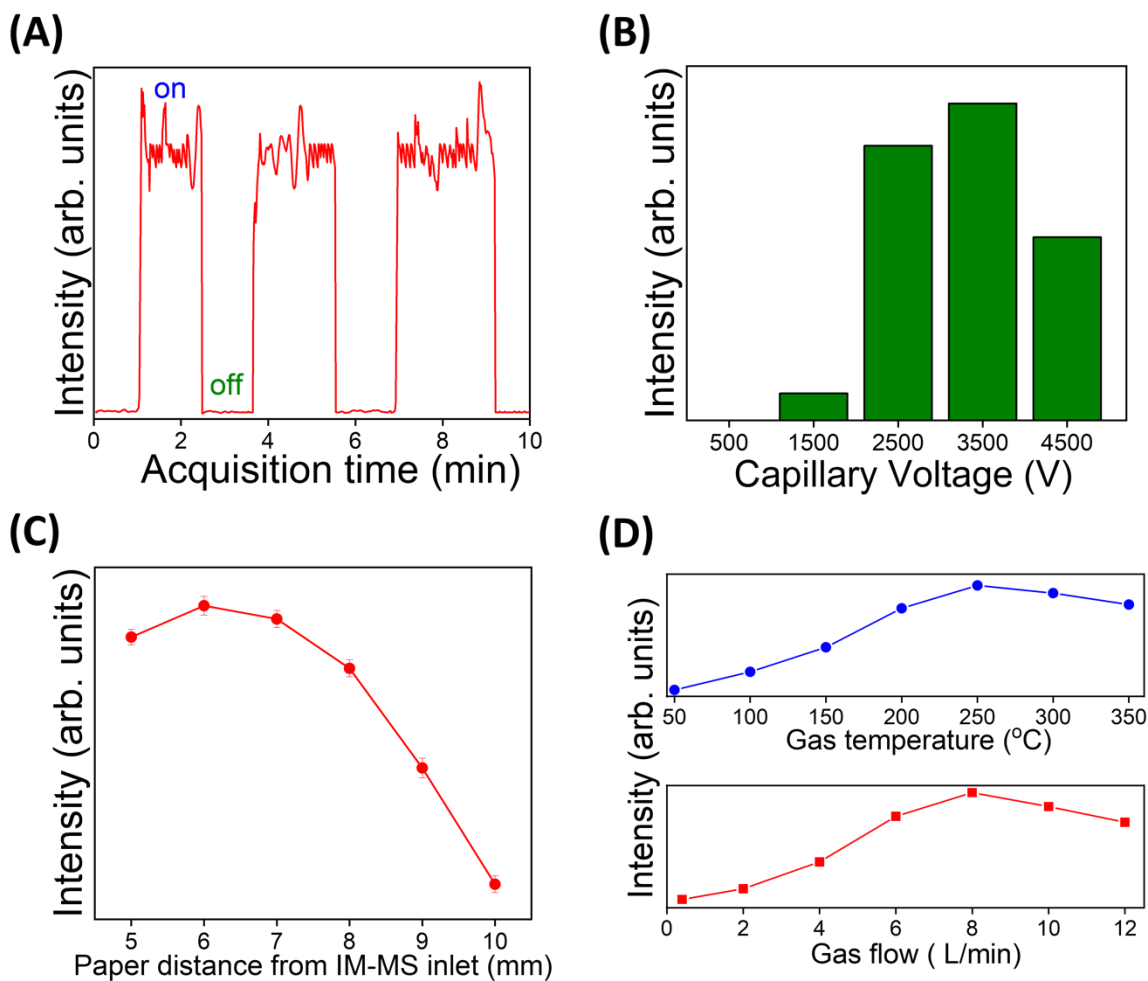 (A)
Intensity (arb. units)
on
off
0 2 4 6 8 10
Acquisition time (min)
(B)
Intensity (arb. units)
500 1500 2500 3500 4500
Capillary Voltage (V)
(C)
Intensity (arb. units)
5 6 7 8 9 10
Paper distance from IM-MS inlet (mm)
(D)
Intensity (arb. units)
50 100 150 200 250 300 350
Gas temperature (°C)
0 2 4 6 8 10 12
Gas flow ( L/min)